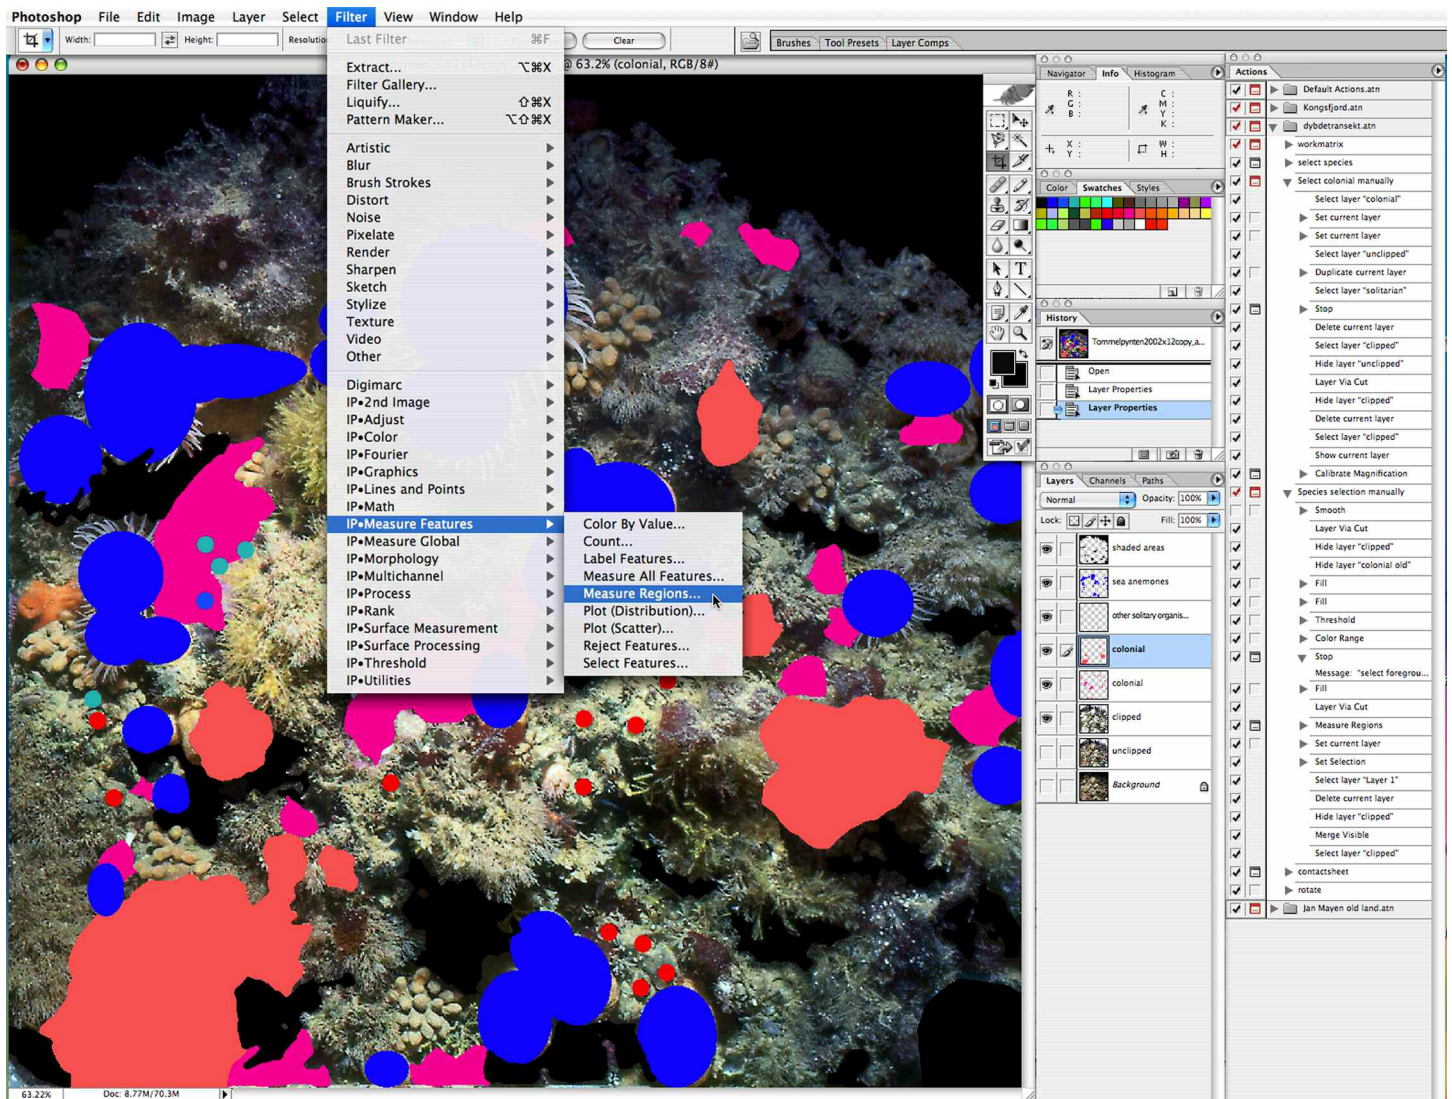 Photoshop File Edit Image Layer Select Filter View Window Help
Width: Height: Clear
Brushes Tool Presets Layer Comps
@ 63.2% (colonial, RGB/8#)
Last Filter ⌘F
Extract... ⌥⌘X
Filter Gallery...
Liquify... ⇧⌘X
Pattern Maker... ⌥⇧⌘X
Artistic
Blur
Brush Strokes
Distort
Noise
Pixelate
Render
Sharpen
Sketch
Stylize
Texture
Video
Other
Digimarc
IP•2nd Image
IP•Adjust
IP•Color
IP•Fourier
IP•Graphics
IP•Lines and Points
IP•Math
IP•Measure Features
IP•Measure Global
IP•Morphology
IP•Multichannel
IP•Process
IP•Rank
IP•Surface Measurement
IP•Surface Processing
IP•Threshold
IP•Utilities
Color By Value...
Count...
Label Features...
Measure All Features...
Measure Regions...
Plot (Distribution)...
Plot (Scatter)...
Reject Features...
Select Features...
63.22% Doc: 8.77M/70.3M
Navigator Info Histogram
R : C :
G : M :
B : Y :
K :
X : W :
Y : H :
Color Swatches Styles
History
Tommelpynten2002x12copy_a...
Open
Layer Properties
Layer Properties
Layers Channels Paths
Normal Opacity: 100%
Lock: Fill: 100%
shaded areas
sea anemones
other solitary organis...
colonial
colonial
clipped
unclipped
Background
Actions
Default Actions.atn
Kongsfjord.atn
dybdetransekt.atn
workmatrix
select species
Select colonial manually
Select layer "colonial"
Set current layer
Set current layer
Select layer "unclipped"
Duplicate current layer
Select layer "solitarian"
Stop
Delete current layer
Select layer "clipped"
Hide layer "unclipped"
Layer Via Cut
Hide layer "clipped"
Delete current layer
Select layer "clipped"
Show current layer
Calibrate Magnification
Species selection manually
Smooth
Layer Via Cut
Hide layer "clipped"
Hide layer "colonial old"
Fill
Fill
Threshold
Color Range
Stop
Message: "select foregrou...
Fill
Layer Via Cut
Measure Regions
Set current layer
Set Selection
Select layer "Layer 1"
Delete current layer
Hide layer "clipped"
Merge Visible
Select layer "clipped"
contactsheet
rotate
Jan Mayen old land.atn